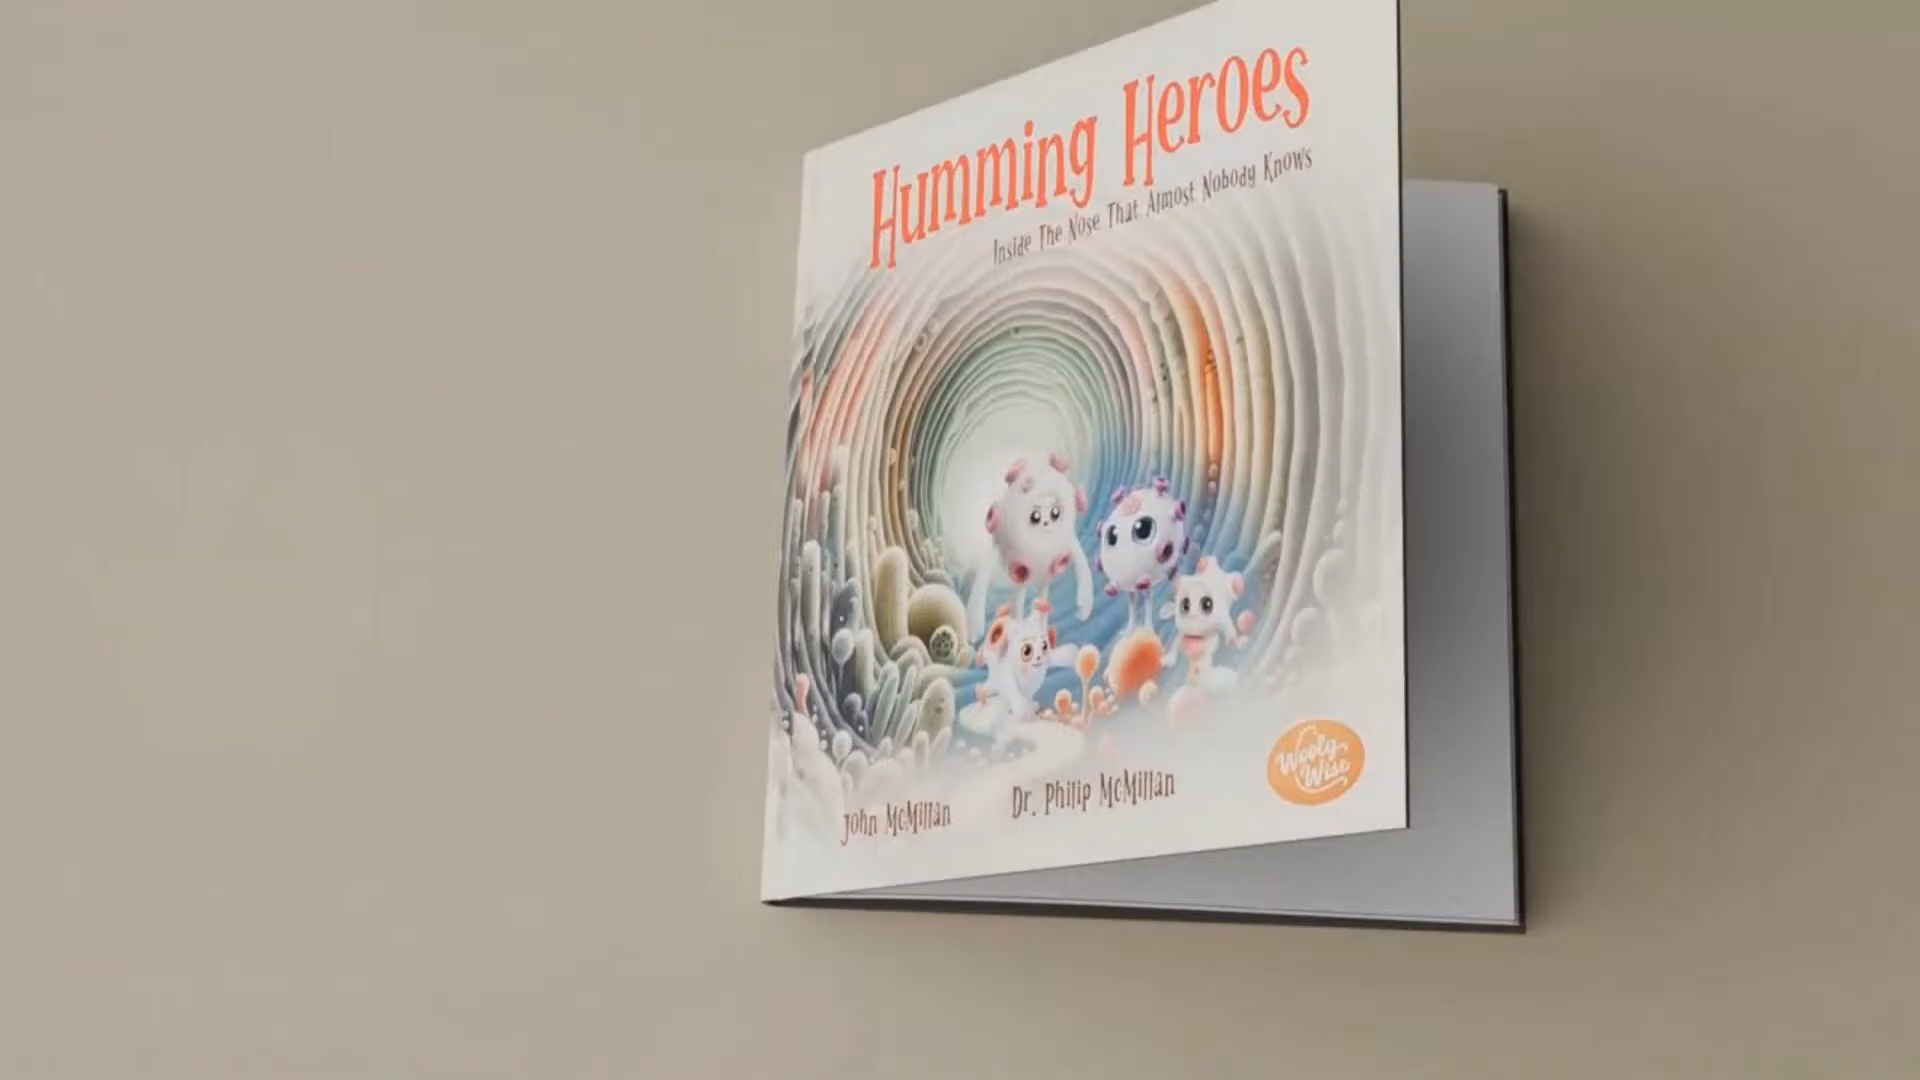 Humming Heroes
Inside The Nose That Almost Nobody Knows
John McMillan
Dr. Philip McMillan
Wooly
Wise